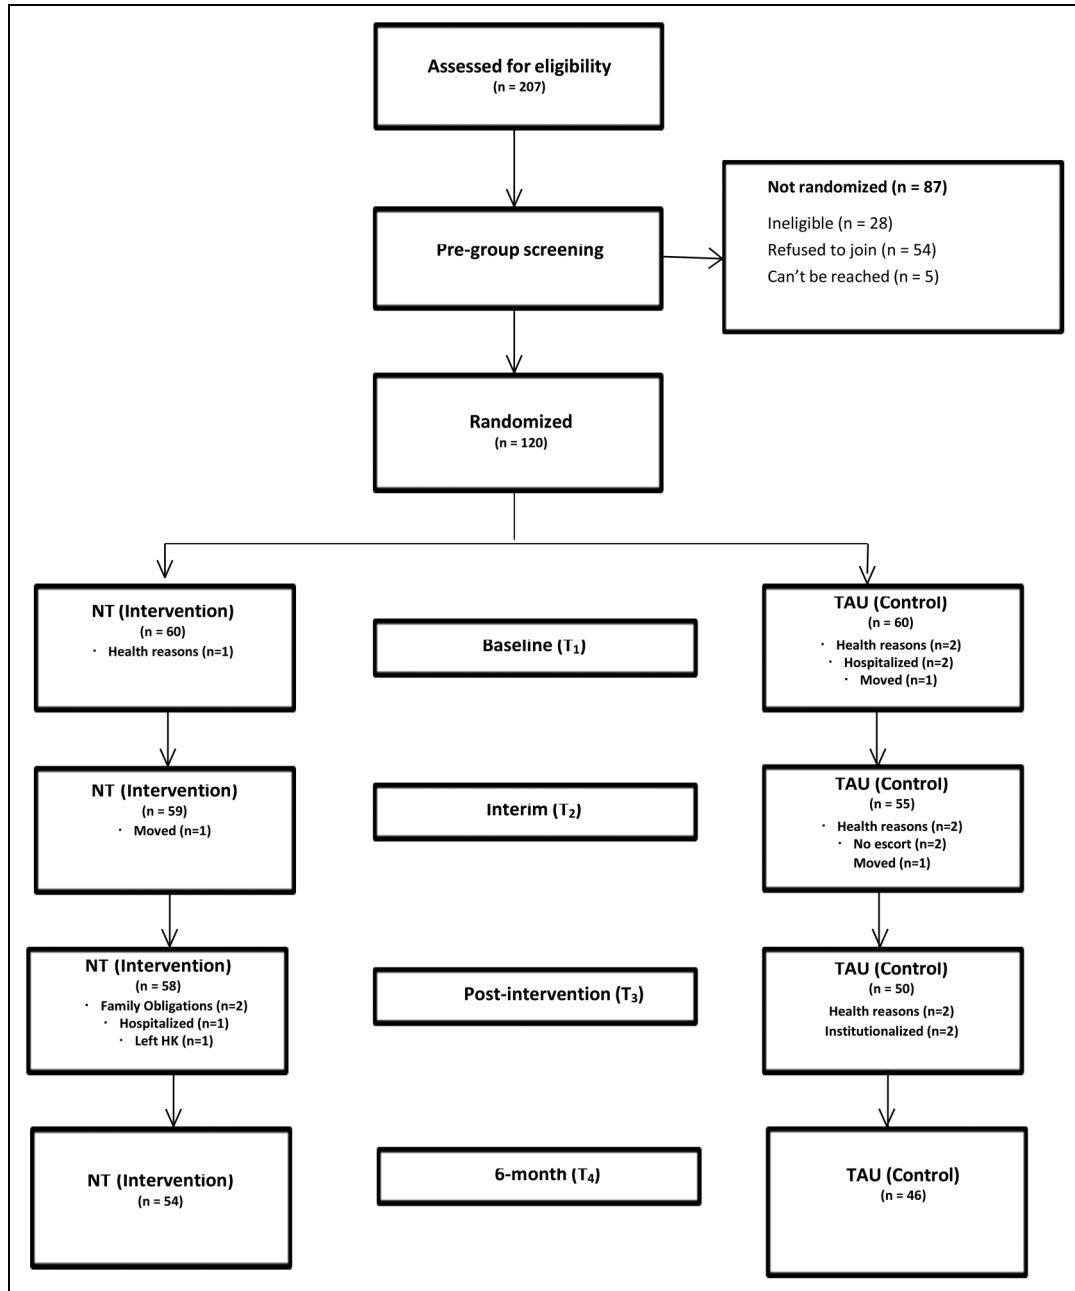 Assessed for eligibility
(n = 207)
Not randomized (n = 87)
Ineligible (n = 28)
Refused to join (n = 54)
Can't be reached (n = 5)
Pre-group screening
Randomized
(n = 120)
NT (Intervention)
(n = 60)
· Health reasons (n=1)
Baseline (T₁)
TAU (Control)
(n = 60)
· Health reasons (n=2)
· Hospitalized (n=2)
· Moved (n=1)
NT (Intervention)
(n = 59)
· Moved (n=1)
Interim (T₂)
TAU (Control)
(n = 55)
· Health reasons (n=2)
· No escort (n=2)
Moved (n=1)
NT (Intervention)
(n = 58)
· Family Obligations (n=2)
· Hospitalized (n=1)
· Left HK (n=1)
Post-intervention (T₃)
TAU (Control)
(n = 50)
Health reasons (n=2)
Institutionalized (n=2)
NT (Intervention)
(n = 54)
6-month (T₄)
TAU (Control)
(n = 46)